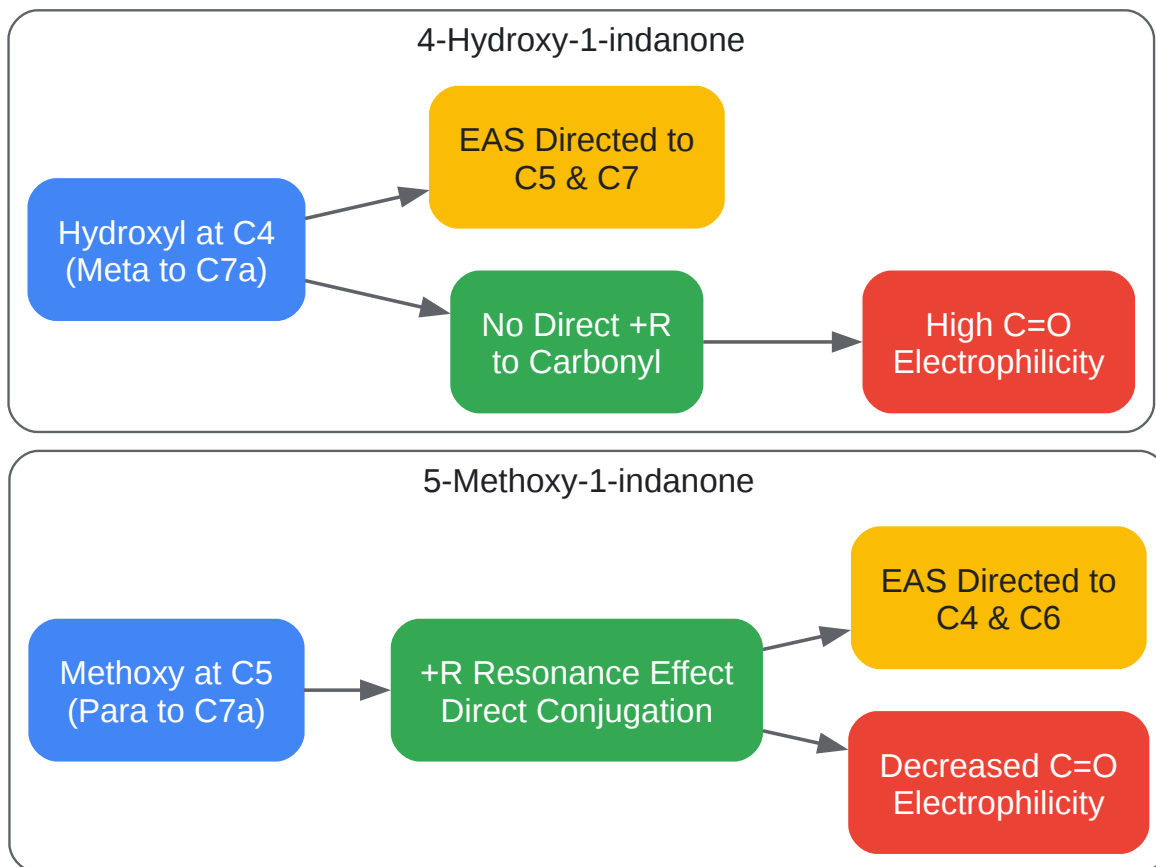 4-Hydroxy-1-indanone
EAS Directed to
C5 & C7
Hydroxyl at C4
(Meta to C7a)
No Direct +R
to Carbonyl
High C=O
Electrophilicity
5-Methoxy-1-indanone
EAS Directed to
C4 & C6
Methoxy at C5
(Para to C7a)
+R Resonance Effect
Direct Conjugation
Decreased C=O
Electrophilicity